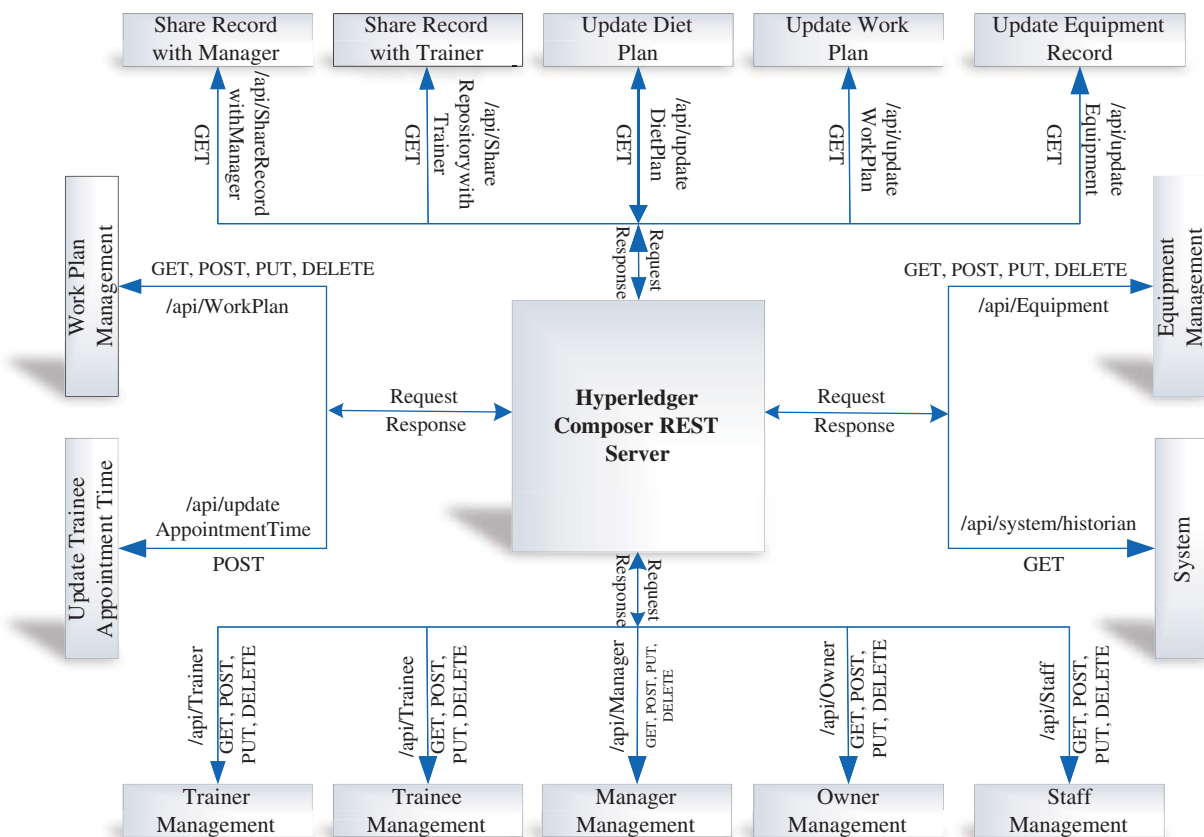 Share Record
with Manager
Share Record
with Trainer
Update Diet
Plan
Update Work
Plan
Update Equipment
Record
/api/ShareRecord
withManager
GET
/api/Share
Repositorywith
Trainer
GET
/api/update
DietPlan
GET
/api/update
WorkPlan
GET
/api/update
Equipment
GET
Request
Response
Work Plan
Management
GET, POST, PUT, DELETE
/api/WorkPlan
GET, POST, PUT, DELETE
/api/Equipment
Equipment
Management
Request
Response
Hyperledger
Composer REST
Server
Request
Response
Update Trainee
Appointment Time
/api/update
AppointmentTime
POST
/api/system/historian
GET
System
Request
Response
/api/Trainer
GET, POST,
PUT, DELETE
/api/Trainee
GET, POST,
PUT, DELETE
/api/Manager
GET, POST, PUT,
DELETE
/api/Owner
GET, POST,
PUT, DELETE
/api/Staff
GET, POST,
PUT, DELETE
Trainer
Management
Trainee
Management
Manager
Management
Owner
Management
Staff
Management